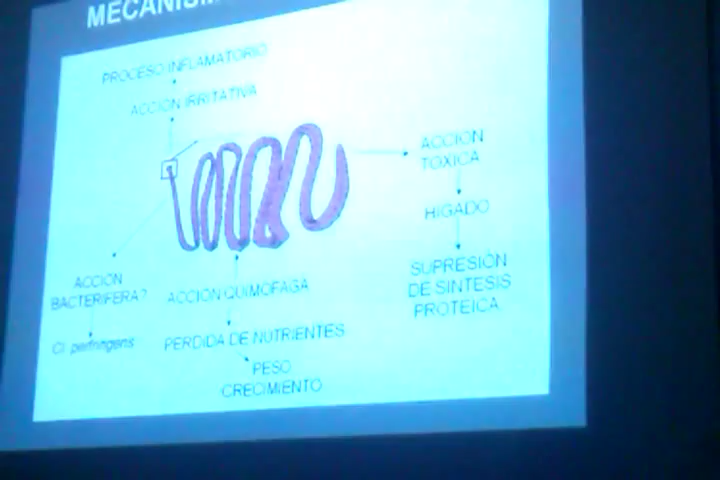 PROCESO INFLAMATORIO
ACCION IRRITATIVA
ACCION
TOXICA
HIGADO
SUPRESIÓN
DE SINTESIS
PROTEICA
ACCION
BACTERIFERA?
Cl. perfringens
ACCION QUIMOFAGA
PERDIDA DE NUTRIENTES
PESO
CRECIMIENTO